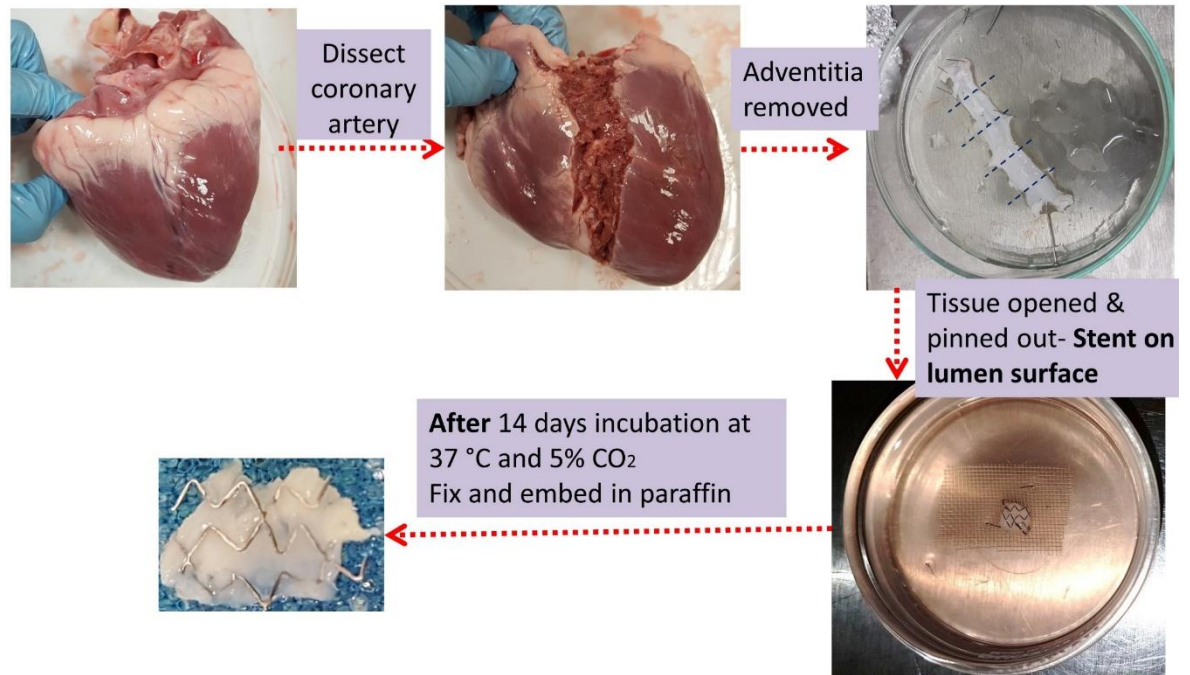 Dissect
coronary
artery
Adventitia
removed
Tissue opened &
pinned out- Stent on
lumen surface
After 14 days incubation at
37 °C and 5% CO₂
Fix and embed in paraffin